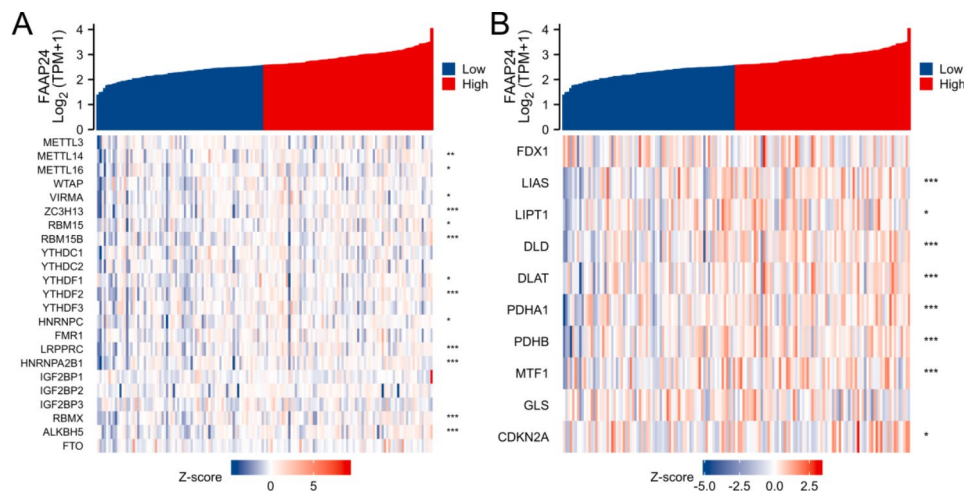 A
FAAP24
Log2 (TPM+1)
4
3
2
1
0
Low
High
METTL3
METTL14 **
METTL16 *
WTAP
VIRMA *
ZC3H13 ***
RBM15 *
RBM15B ***
YTHDC1
YTHDC2
YTHDF1 *
YTHDF2 ***
YTHDF3
HNRNPC *
FMR1
LRPPRC ***
HNRNPA2B1 ***
IGF2BP1
IGF2BP2
IGF2BP3
RBMX ***
ALKBH5 ***
FTO
Z-score
0 5
B
FAAP24
Log2 (TPM+1)
4
3
2
1
0
Low
High
FDX1
LIAS ***
LIPT1 *
DLD ***
DLAT ***
PDHA1 ***
PDHB ***
MTF1 ***
GLS
CDKN2A *
Z-score
-5.0 -2.5 0.0 2.5